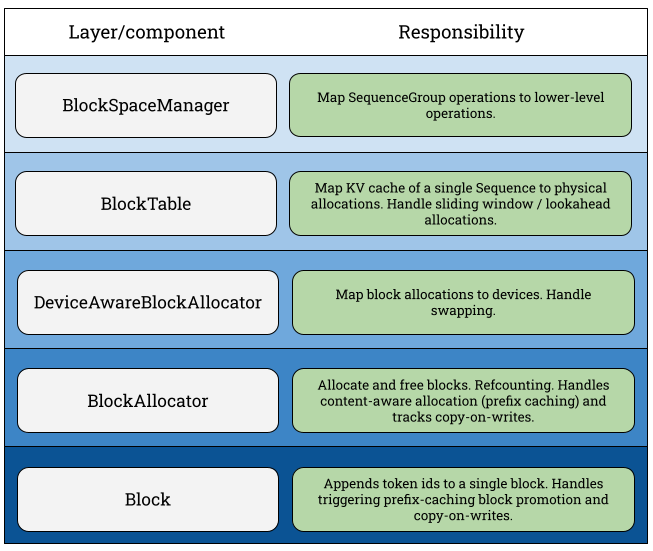 Layer/component
Responsibility
BlockSpaceManager
Map SequenceGroup operations to lower-level
operations.
BlockTable
Map KV cache of a single Sequence to physical
allocations. Handle sliding window / lookahead
allocations.
DeviceAwareBlockAllocator
Map block allocations to devices. Handle
swapping.
BlockAllocator
Allocate and free blocks. Refcounting. Handles
content-aware allocation (prefix caching) and
tracks copy-on-writes.
Block
Appends token ids to a single block. Handles
triggering prefix-caching block promotion and
copy-on-writes.